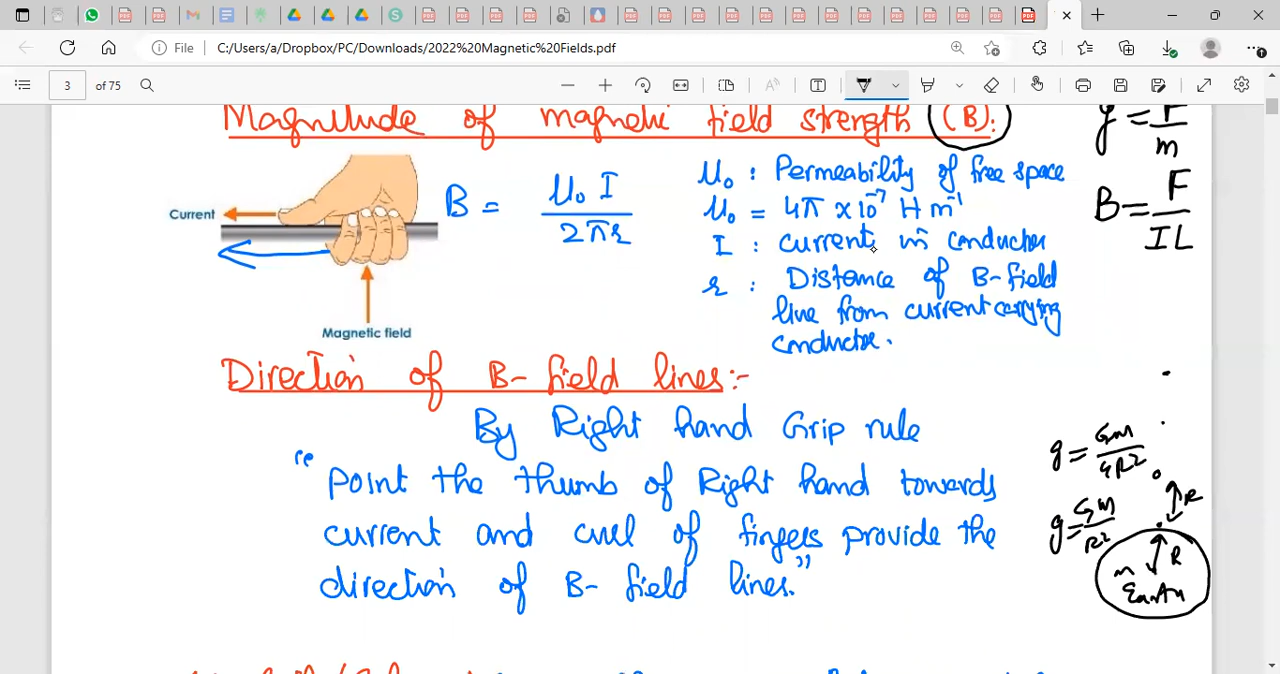 File C:/Users/a/Dropbox/PC/Downloads/2022%20Magnetic%20Fields.pdf
3 of 75
Magnitude of magnetic field strength (B):
g = F / m
Current
B = μ₀ I / 2πr
μ₀ : Permeability of free space
μ₀ = 4π × 10⁻⁷ H m⁻¹
B = F / IL
I : current in conductor
r : Distance of B-field
line from current carrying
conductor.
Magnetic field
Direction of B-field lines:-
By Right hand Grip rule
"Point the thumb of Right hand towards
current and curl of fingers provide the
direction of B-field lines."
g = GM / 4R²
R
g = GM / R²
R
m
Earth